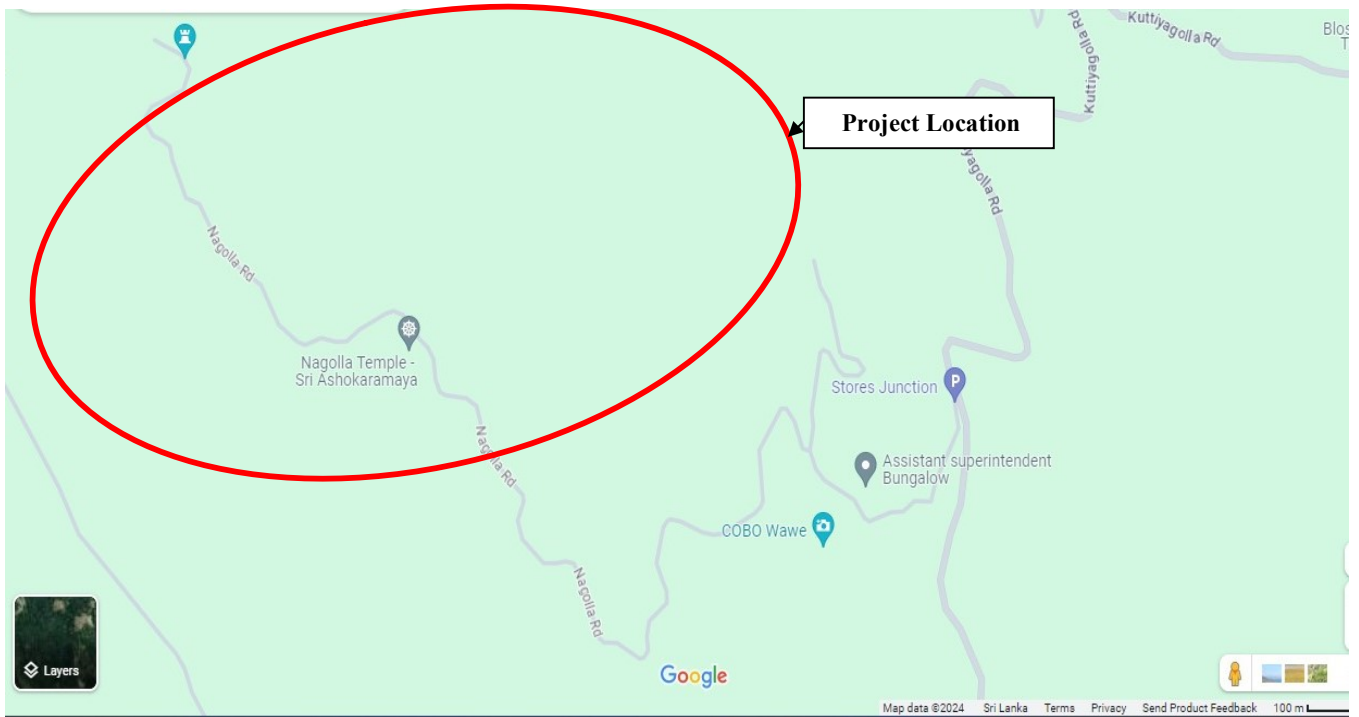 Kuttiyagolla Rd
Blos
T
Rd
Kuttiyagolla Rd
Project Location
yagolla Rd
Nagolla Rd
Nagolla Temple -
Sri Ashokaramaya
Stores Junction
P
Nagolla Rd
Assistant superintendent
Bungalow
COBO Wawe
Nagolla Rd
Layers
Google
Map data ©2024 Sri Lanka Terms Privacy Send Product Feedback 100 m